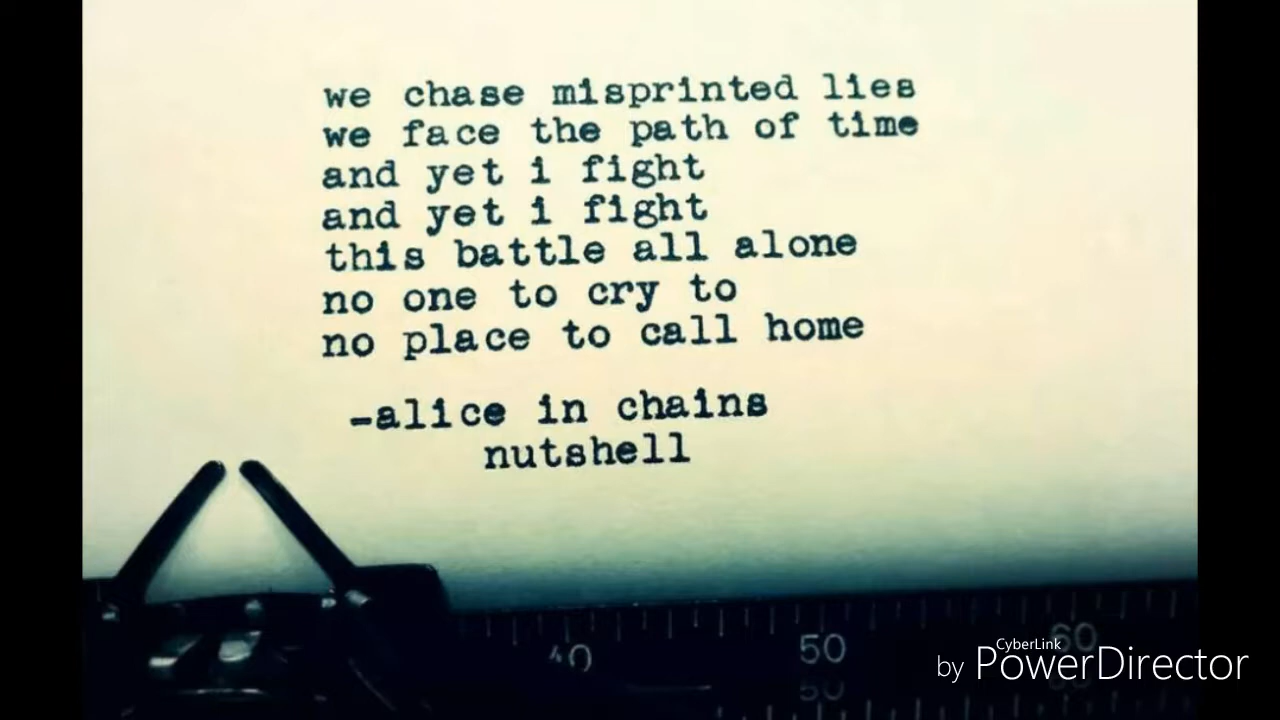 we chase misprinted lies
we face the path of time
and yet i fight
and yet i fight
this battle all alone
no one to cry to
no place to call home
-alice in chains
nutshell
40
50
60
50
CyberLink
by PowerDirector